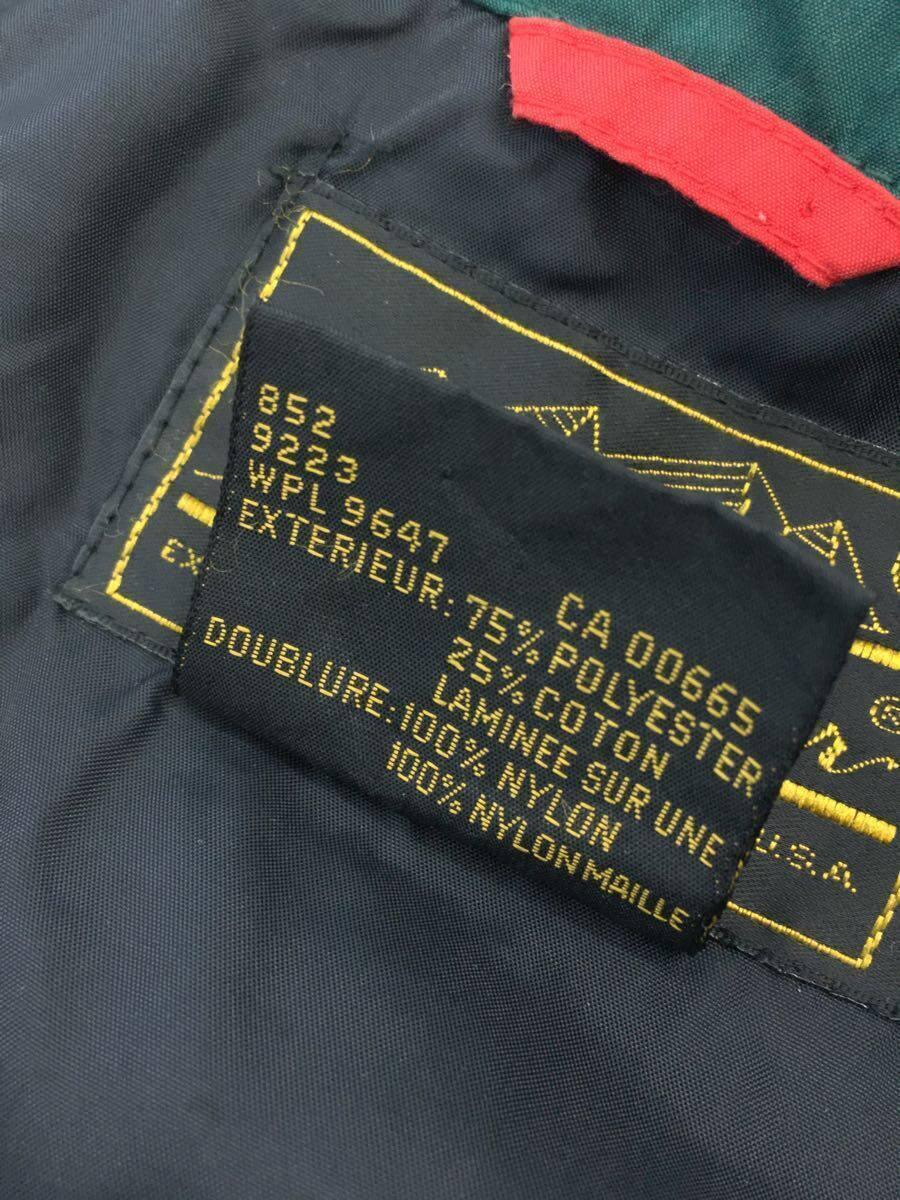 852
9223
WPL 9647 CA 00665
EXTERIEUR: 75% POLYESTER
25% COTON
LAMINEE SUR UNE
DOUBLURE: 100% NYLON
100% NYLON MAILLE
EX
U.S.A.
®